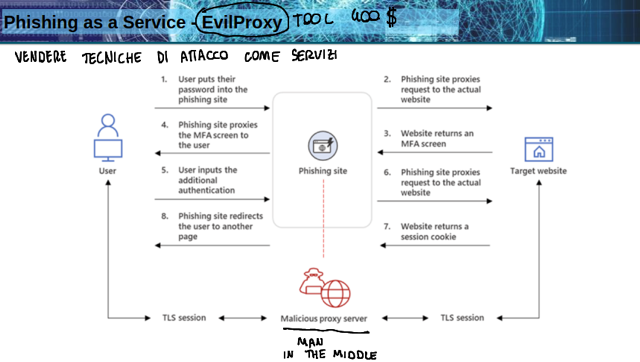 Phishing as a Service - EvilProxy TOOL 400 $
VENDERE TECNICHE DI ATTACCO COME SERVIZI
1. User puts their
password into the
phishing site
2. Phishing site proxies
request to the actual
website
4. Phishing site proxies
the MFA screen to
the user
3. Website returns an
MFA screen
User
Phishing site
Target website
5. User inputs the
additional
authentication
6. Phishing site proxies
request to the actual
website
8. Phishing site redirects
the user to another
page
7. Website returns a
session cookie
TLS session
Malicious proxy server
TLS session
MAN
IN THE MIDDLE